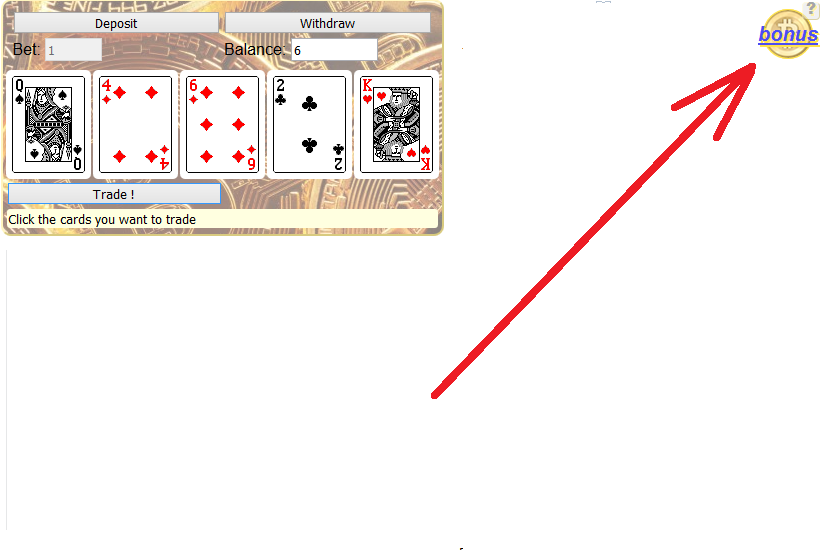 Deposit Withdraw
Bet: 1 Balance: 6
Q 4 6 2 K
Q 4 6 2 K
Trade !
Click the cards you want to trade
?
bonus